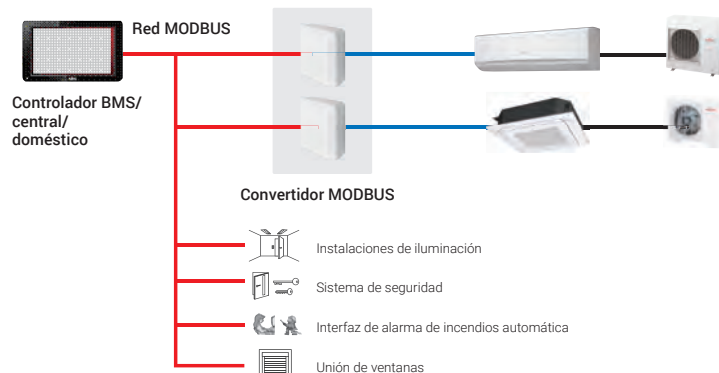 Red MODBUS
Controlador BMS/
central/
doméstico
Convertidor MODBUS
Instalaciones de iluminación
Sistema de seguridad
Interfaz de alarma de incendios automática
Unión de ventanas